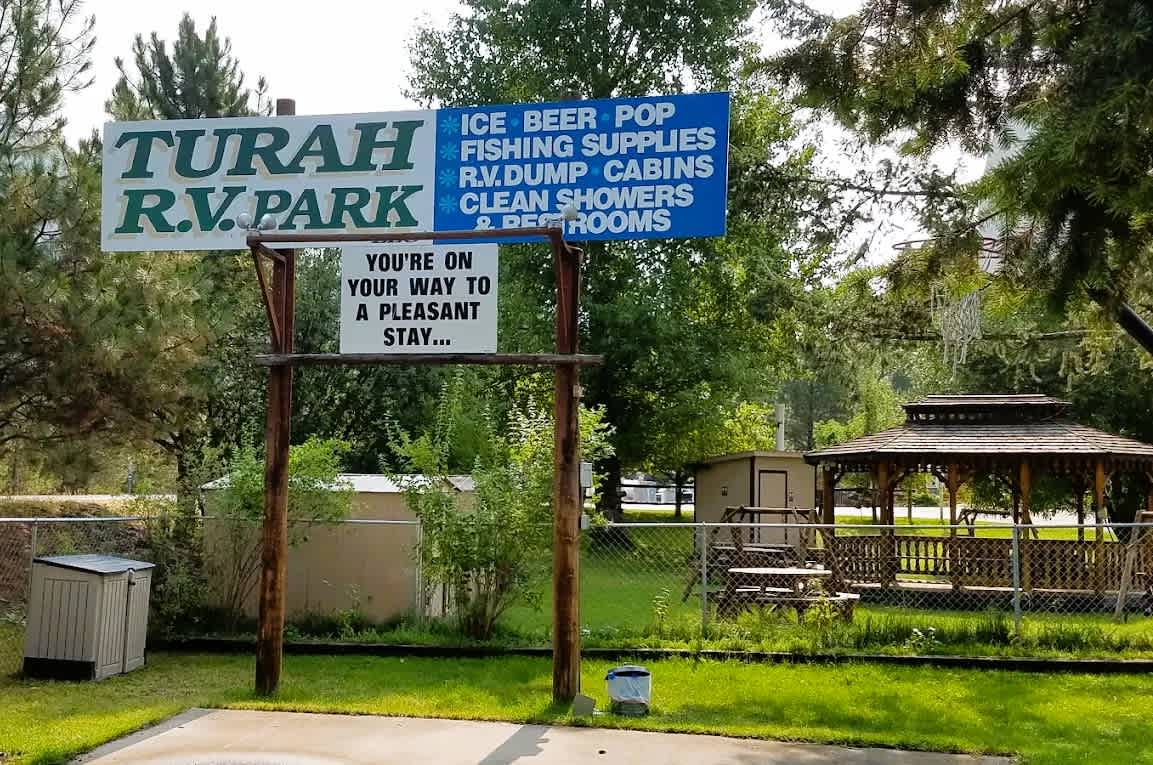 TURAH
R.V. PARK
* ICE • BEER • POP
* FISHING SUPPLIES
* R.V. DUMP • CABINS
* CLEAN SHOWERS
& RESTROOMS
YOU'RE ON
YOUR WAY TO
A PLEASANT
STAY...